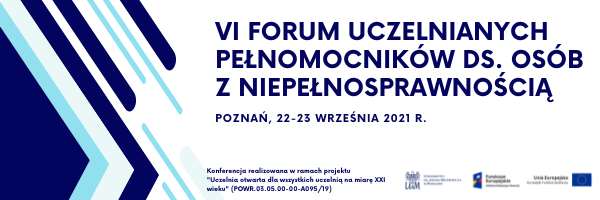 VI FORUM UCZELNIANYCH
PEŁNOMOCNIKÓW DS. OSÓB
Z NIEPEŁNOSPRAWNOŚCIĄ
POZNAŃ, 22-23 WRZEŚNIA 2021 R.
Konferencja realizowana w ramach projektu
"Uczelnia otwarta dla wszystkich uczelnią na miarę XXI
wieku" (POWR.03.05.00-00-A095/19)
UAM
Fundusze
Europejskie
Unia Europejska